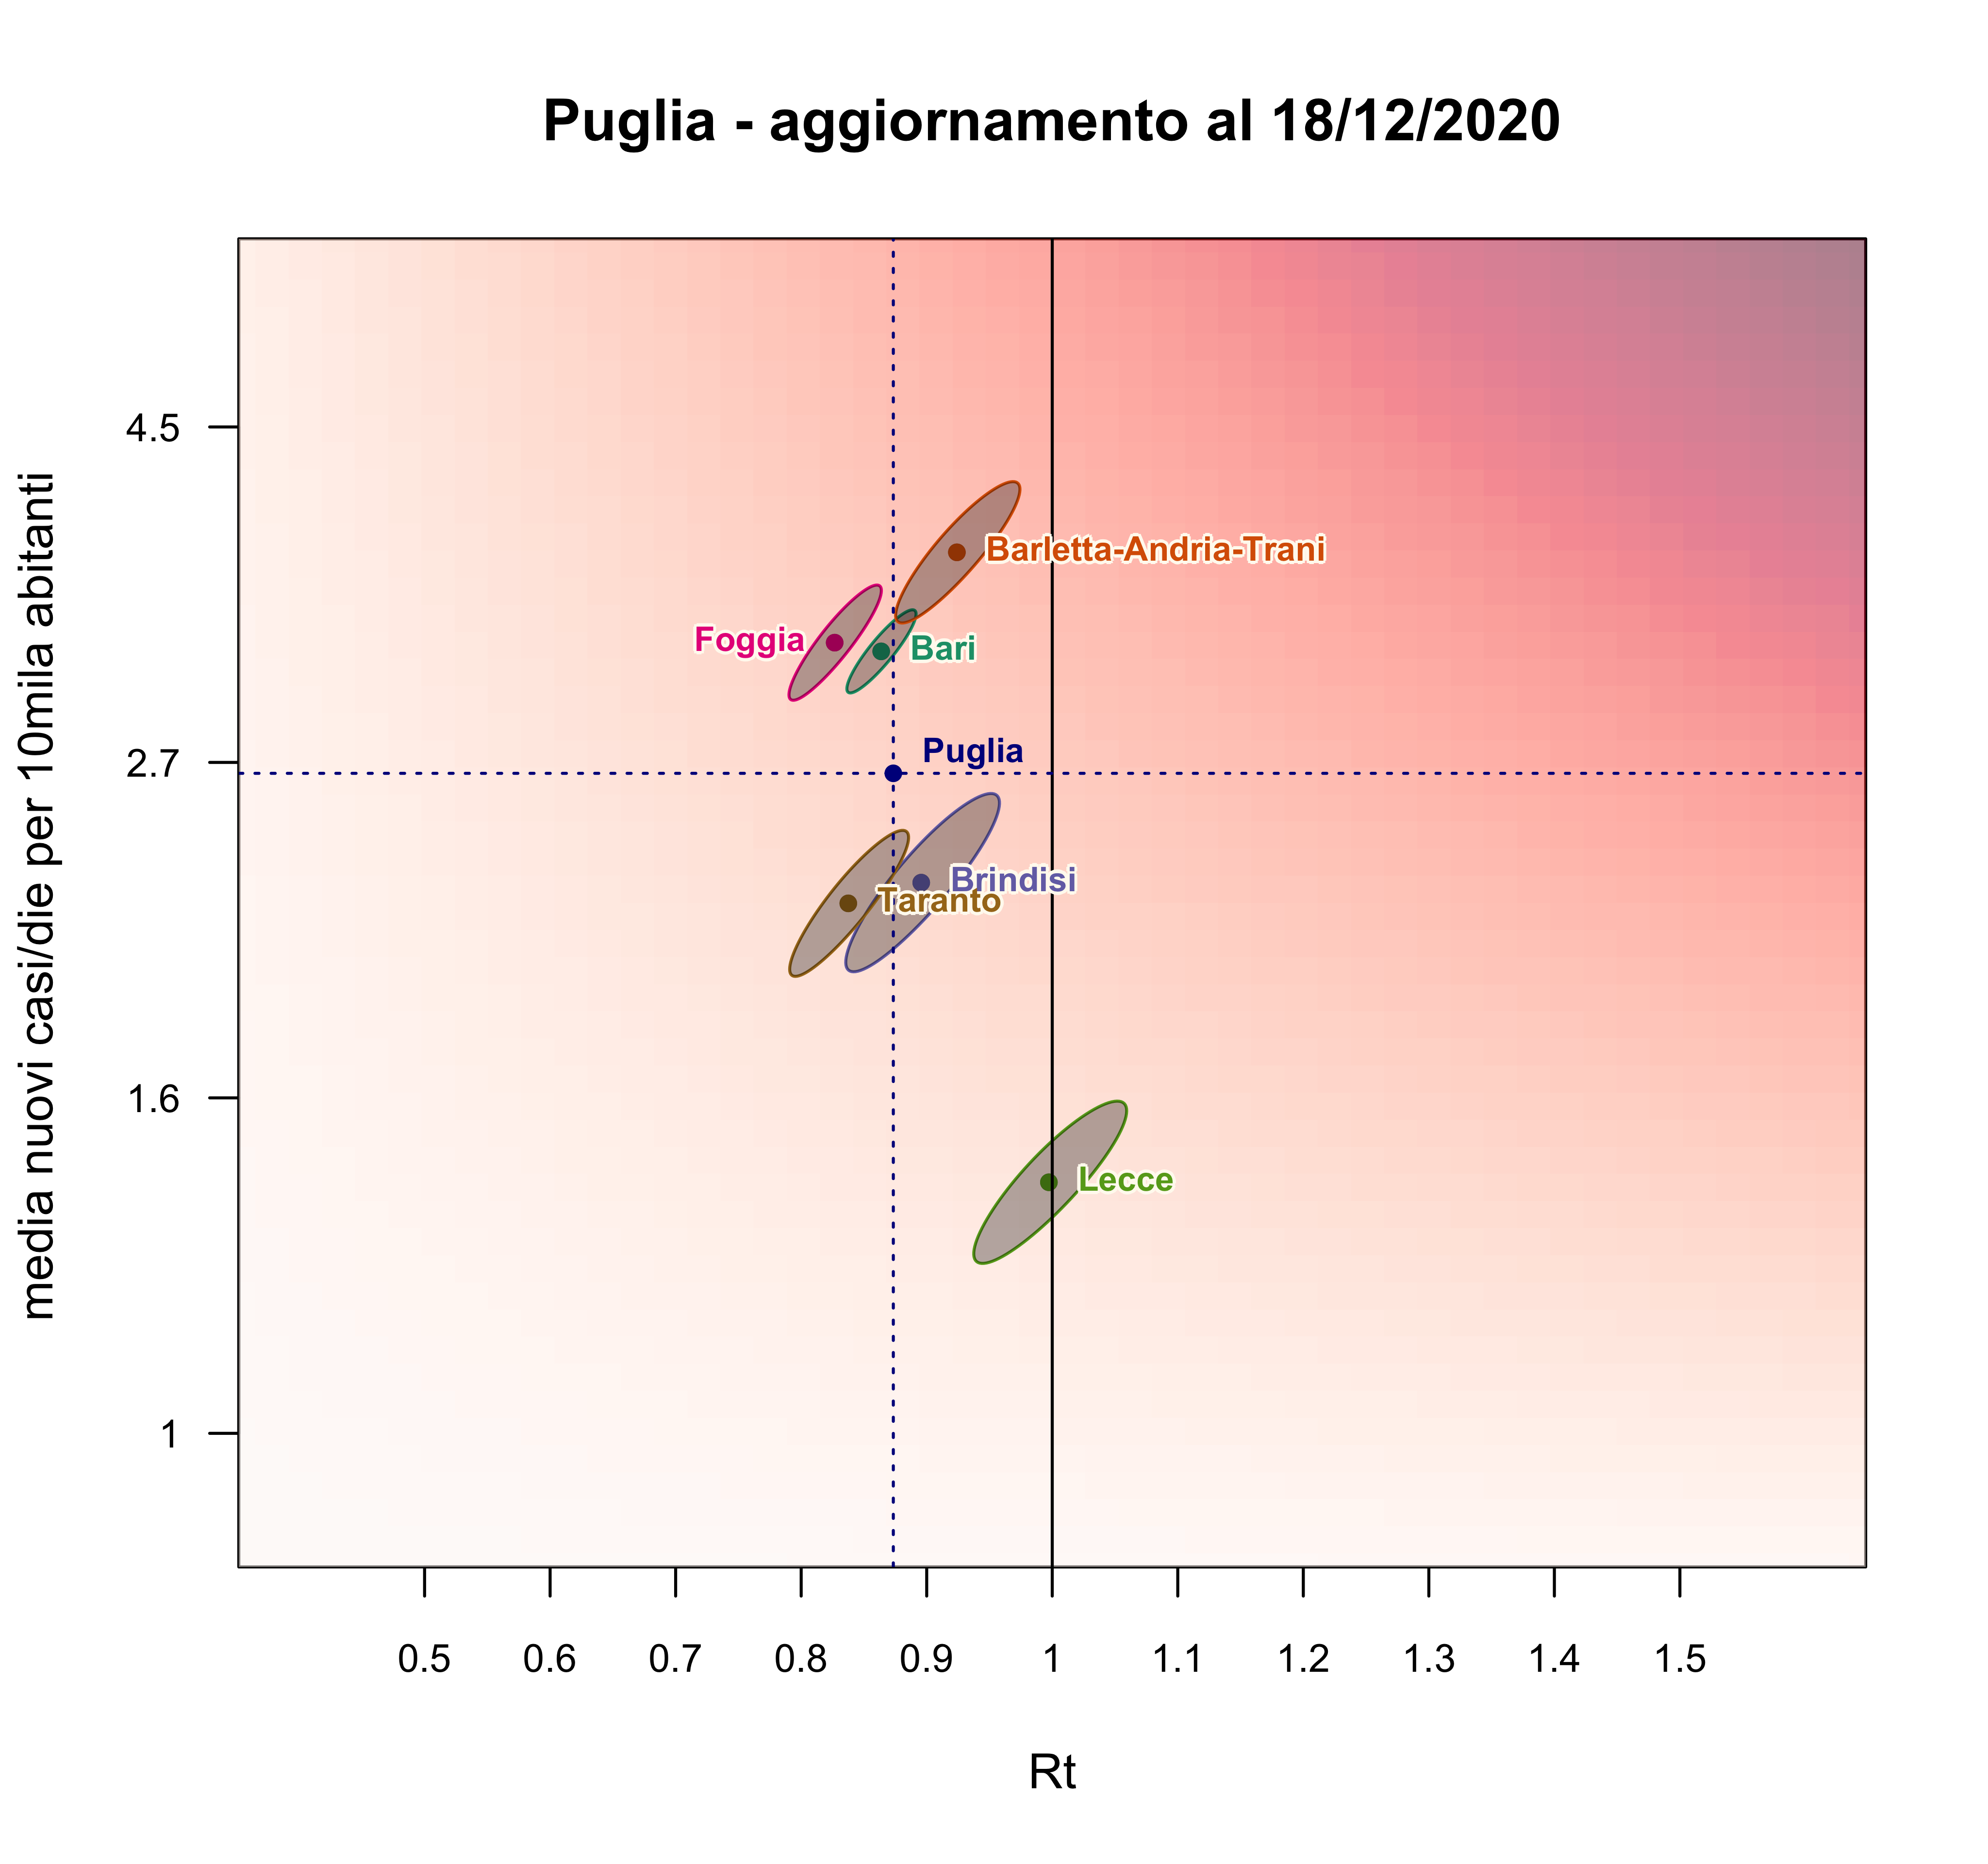 Puglia - aggiornamento al 18/12/2020
media nuovi casi/die per 10mila abitanti
4.5
2.7
1.6
1
Barletta-Andria-Trani
Foggia
Bari
Puglia
Brindisi
Taranto
Lecce
0.5 0.6 0.7 0.8 0.9 1 1.1 1.2 1.3 1.4 1.5
Rt